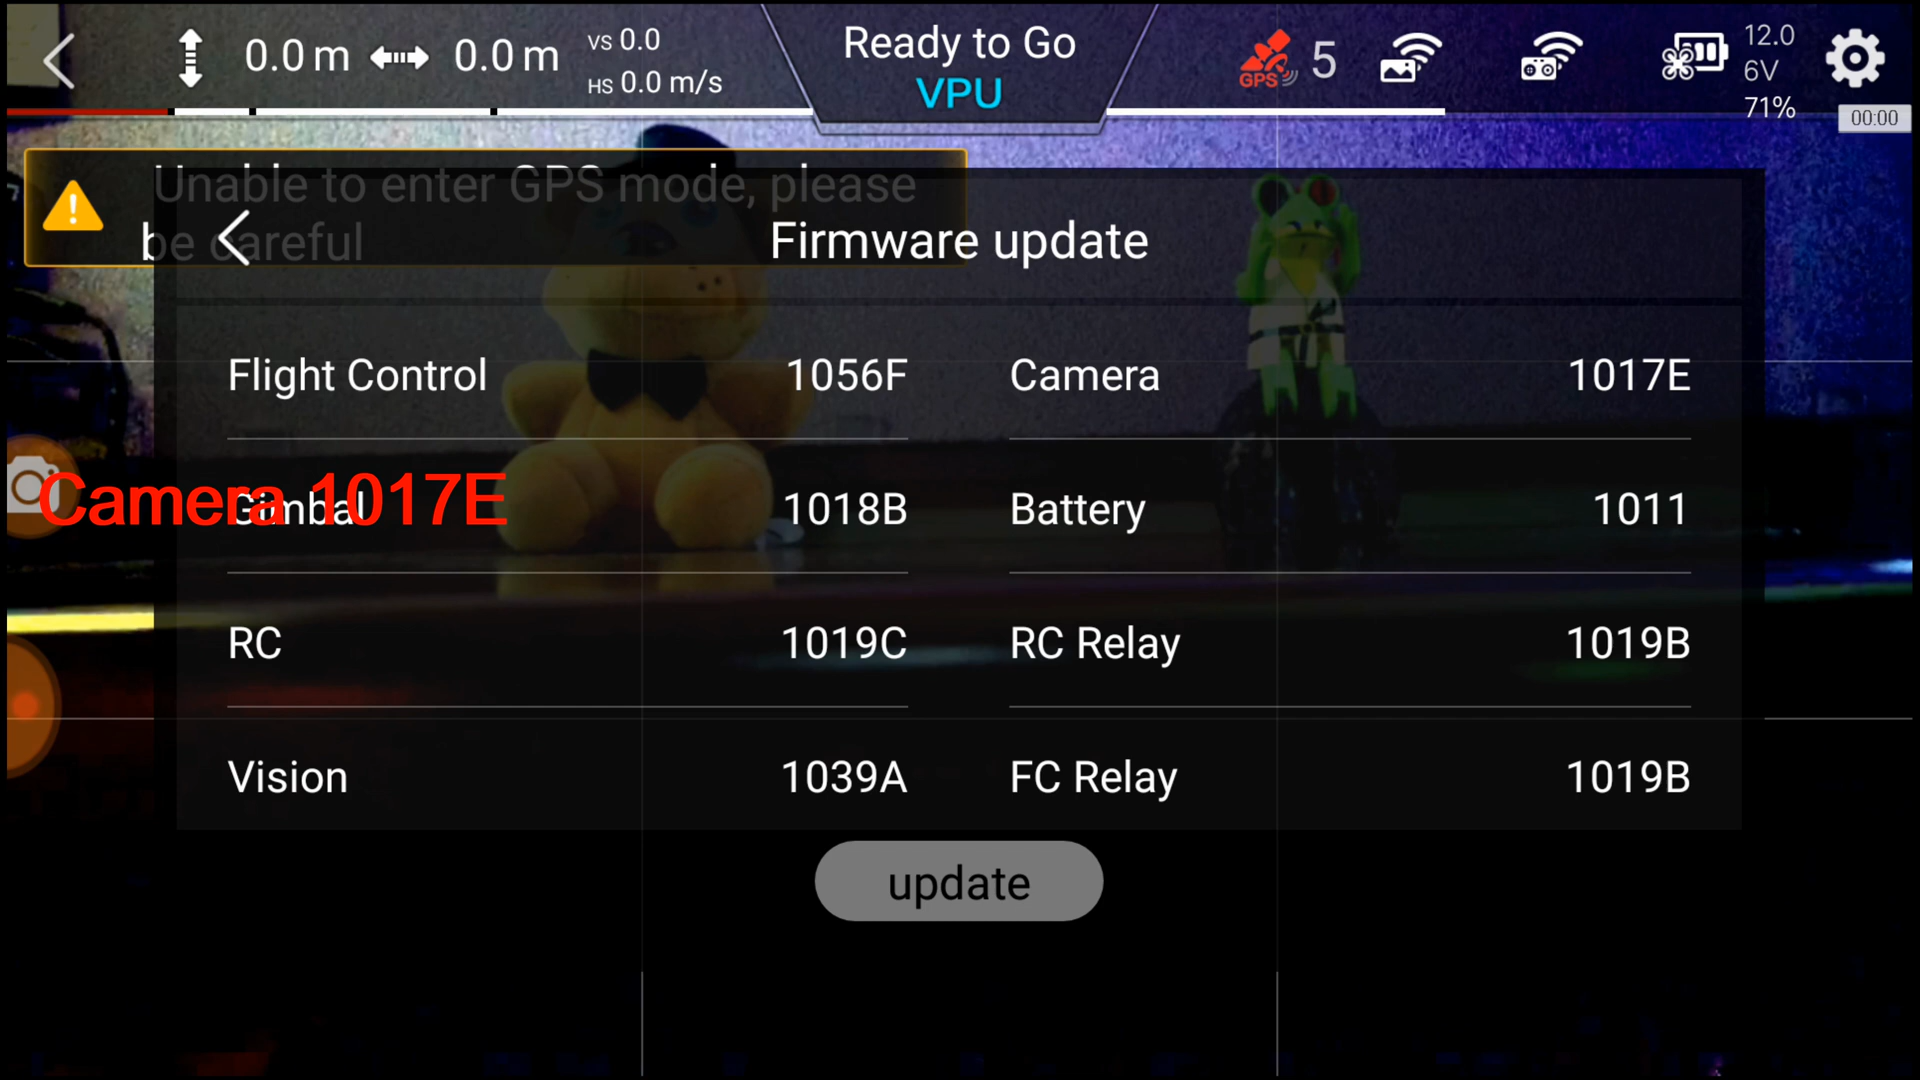 0.0 m 0.0 m VS 0.0
HS 0.0 m/s
Ready to Go
VPU
GPS 5
12.0
6V
71%
00:00
Unable to enter GPS mode, please
be careful
Firmware update
Flight Control 1056F Camera 1017E
Gimbal 1018B Battery 1011
Camera 1017E
RC 1019C RC Relay 1019B
Vision 1039A FC Relay 1019B
update